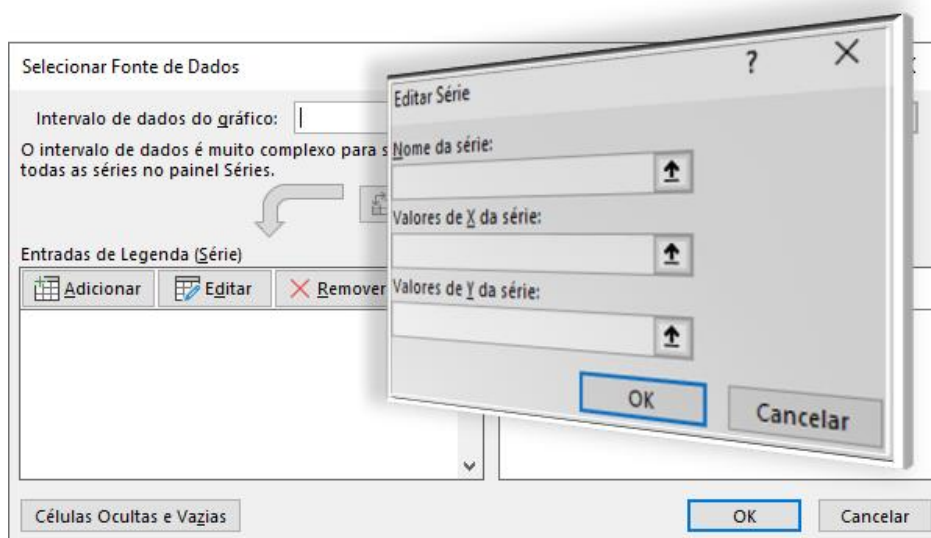 Selecionar Fonte de Dados
Intervalo de dados do gráfico:
O intervalo de dados é muito complexo para s
todas as séries no painel Séries.
Entradas de Legenda (Série)
Adicionar
Editar
Remover
Células Ocultas e Vazias
OK
Cancelar
Editar Série
?
Nome da série:
Valores de X da série:
Valores de Y da série:
OK
Cancelar